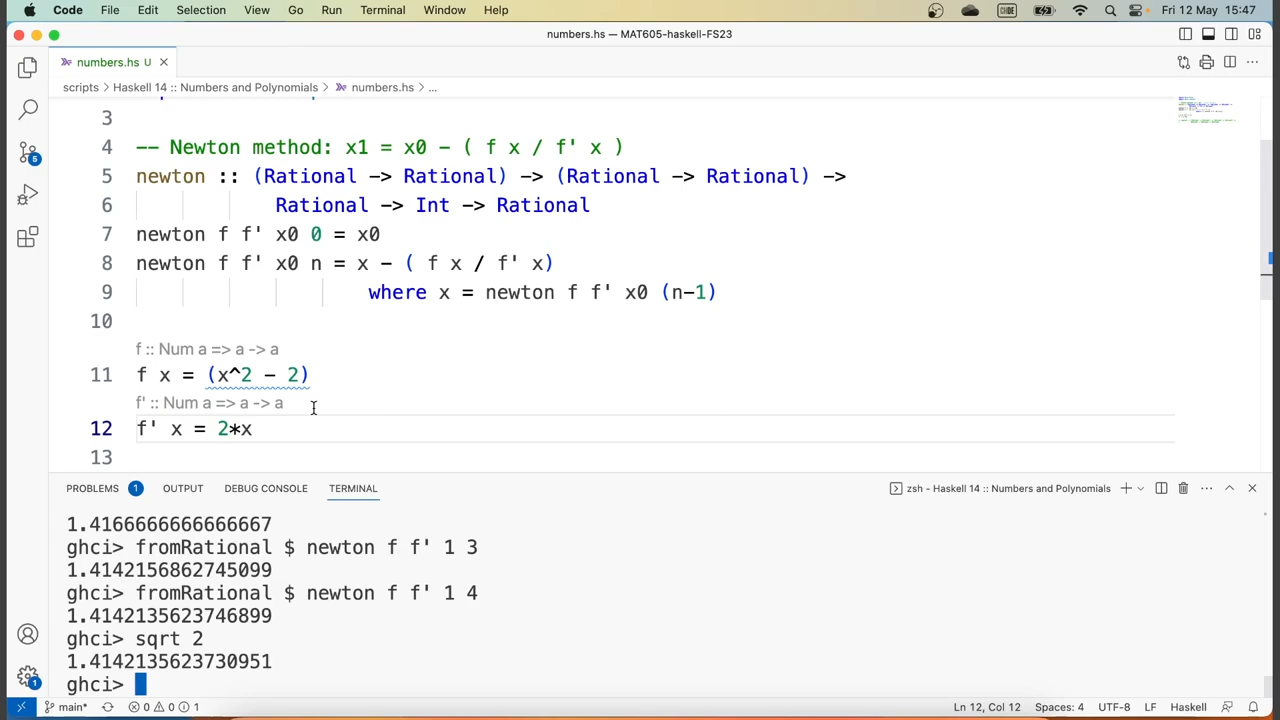 Code File Edit Selection View Go Run Terminal Window Help Fri 12 May 15:47
numbers.hs — MAT605-haskell-FS23
numbers.hs U
scripts > Haskell 14 :: Numbers and Polynomials > numbers.hs > ...
3
4 -- Newton method: x1 = x0 - ( f x / f' x )
5 newton :: (Rational -> Rational) -> (Rational -> Rational) ->
6 Rational -> Int -> Rational
7 newton f f' x0 0 = x0
8 newton f f' x0 n = x - ( f x / f' x)
9 where x = newton f f' x0 (n-1)
10
f :: Num a => a -> a
11 f x = (x^2 - 2)
f' :: Num a => a -> a
12 f' x = 2*x
13
PROBLEMS 1 OUTPUT DEBUG CONSOLE TERMINAL zsh - Haskell 14 :: Numbers and Polynomials
1.4166666666666667
ghci> fromRational $ newton f f' 1 3
1.4142156862745099
ghci> fromRational $ newton f f' 1 4
1.4142135623746899
ghci> sqrt 2
1.4142135623730951
ghci>
5
1
main* 0 0 1 Ln 12, Col 12 Spaces: 4 UTF-8 LF Haskell